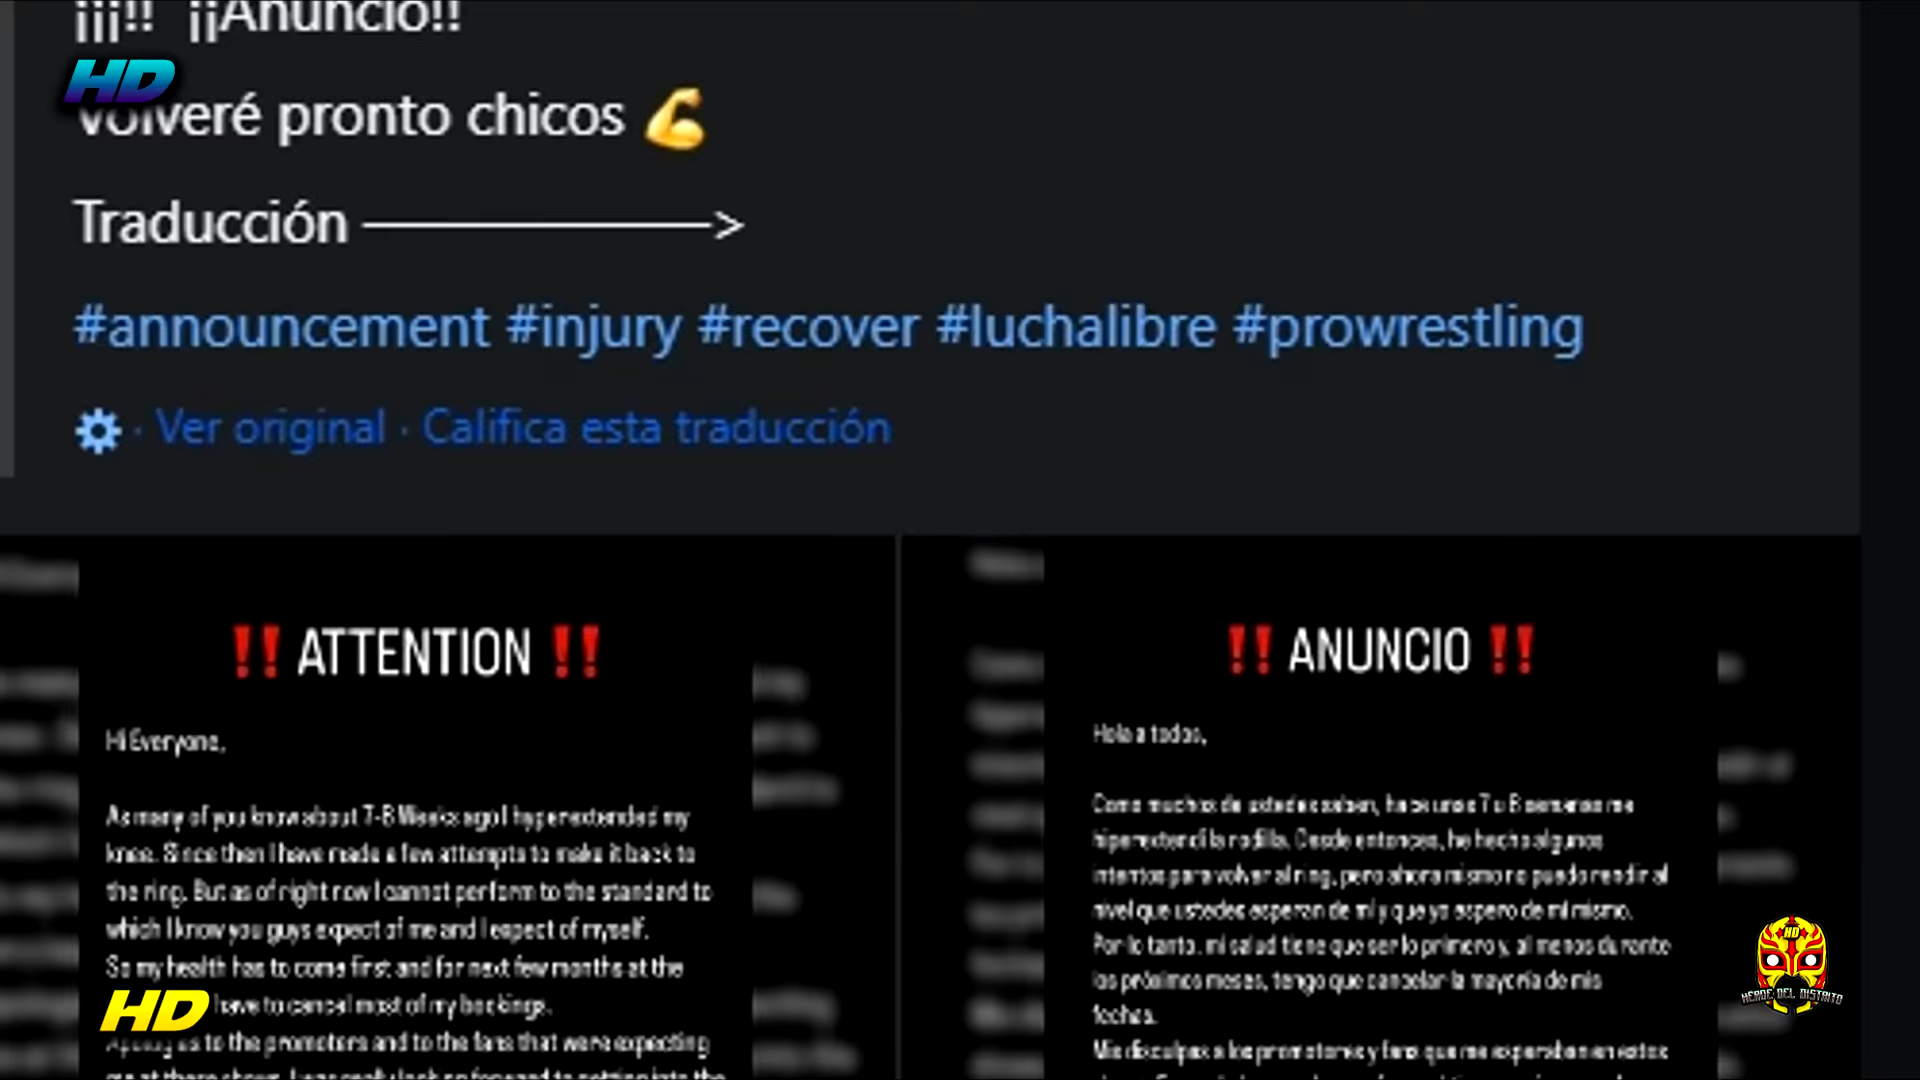 ¡¡¡!! ¡¡Anuncio!!
HD
Volveré pronto chicos 💪
Traducción ————————>
#announcement #injury #recover #luchalibre #prowrestling
· Ver original · Califica esta traducción
‼ ATTENTION ‼
Hi Everyone,
As many of you know about 7-8 Weeks ago I hyperextended my
knee. Since then I have made a few attempts to make it back to
the ring. But as of right now I cannot perform to the standard to
which I know you guys expect of me and I expect of myself.
So my health has to come first and for next few months at the
have to cancel most of my bookings.
to the promoters and to the fans that were expecting
HD
‼ ANUNCIO ‼
Hola a todos,
Como muchos de ustedes saben, hace unas 7 u 8 semanas me
hiperextendí la rodilla. Desde entonces, he hecho algunos
intentos para volver al ring, pero ahora mismo no puedo rendir al
nivel que ustedes esperan de mí y que yo espero de mí mismo.
Por lo tanto, mi salud tiene que ser lo primero y, al menos durante
los próximos meses, tengo que cancelar la mayoría de mis
fechas.
Mis disculpas a los promotores y fans que me esperaban en estos
HD
HEROE DEL DISTRITO